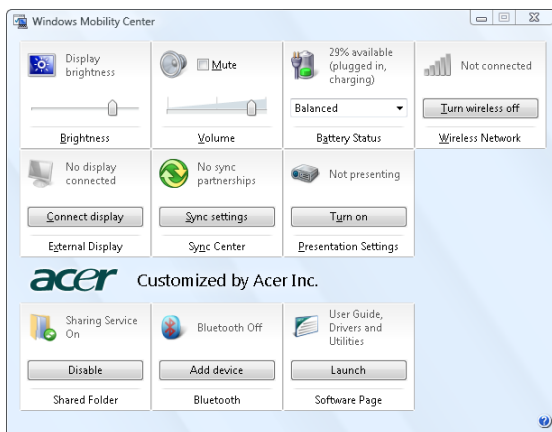 Windows Mobility Center
Display
brightness
Brightness
Mute
Volume
29% available
(plugged in,
charging)
Balanced
Battery Status
Not connected
Turn wireless off
Wireless Network
No display
connected
Connect display
External Display
No sync
partnerships
Sync settings
Sync Center
Not presenting
Turn on
Presentation Settings
acer Customized by Acer Inc.
Sharing Service
On
Disable
Shared Folder
Bluetooth Off
Add device
Bluetooth
User Guide,
Drivers and
Utilities
Launch
Software Page